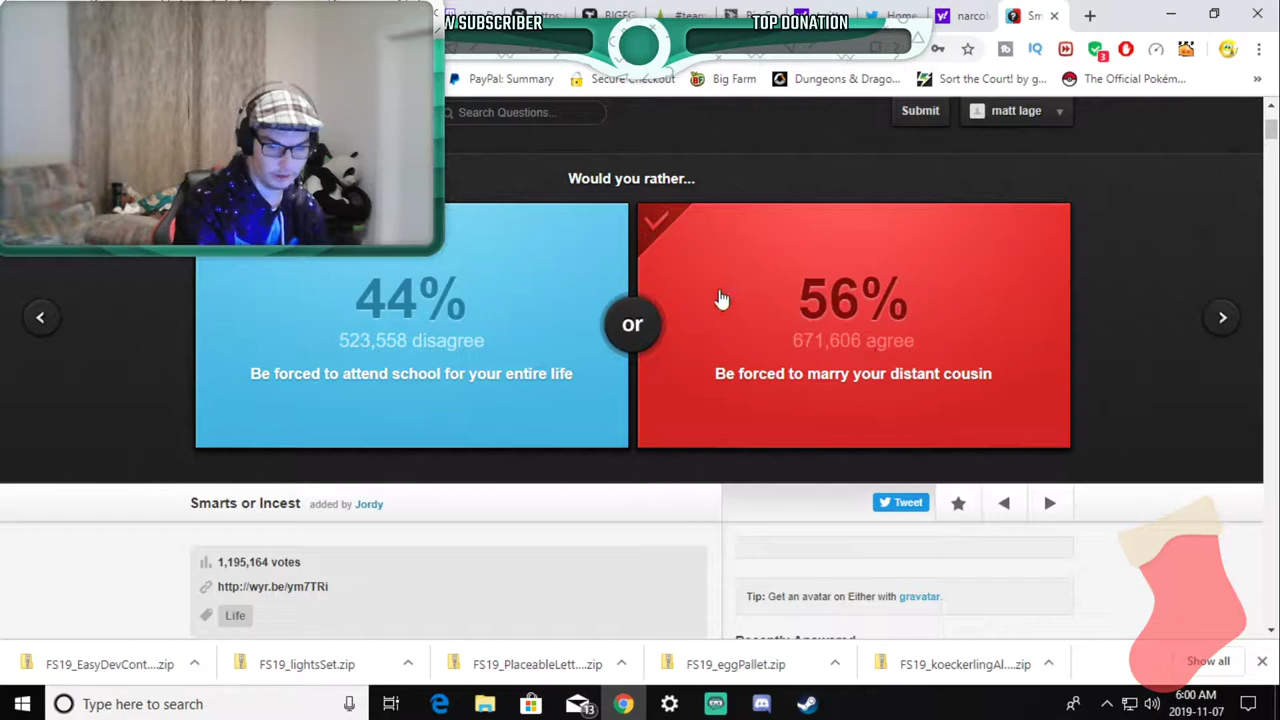 W SUBSCRIBER
TOP DONATION
Home
narcol
Sm
PayPal: Summary
Secure Checkout
Big Farm
Dungeons & Drago...
Sort the Court! by g...
The Official Pokém...
»
Search Questions...
Submit
matt lage
Would you rather...
44%
523,558 disagree
Be forced to attend school for your entire life
or
56%
671,606 agree
Be forced to marry your distant cousin
Smarts or Incest added by Jordy
Tweet
1,195,164 votes
http://wyr.be/ym7TRi
Life
Tip: Get an avatar on Either with gravatar.
FS19_EasyDevCont....zip
FS19_lightsSet.zip
FS19_PlaceableLett....zip
FS19_eggPallet.zip
FS19_koeckerlingAl....zip
Show all
Type here to search
13
6:00 AM
2019-11-07